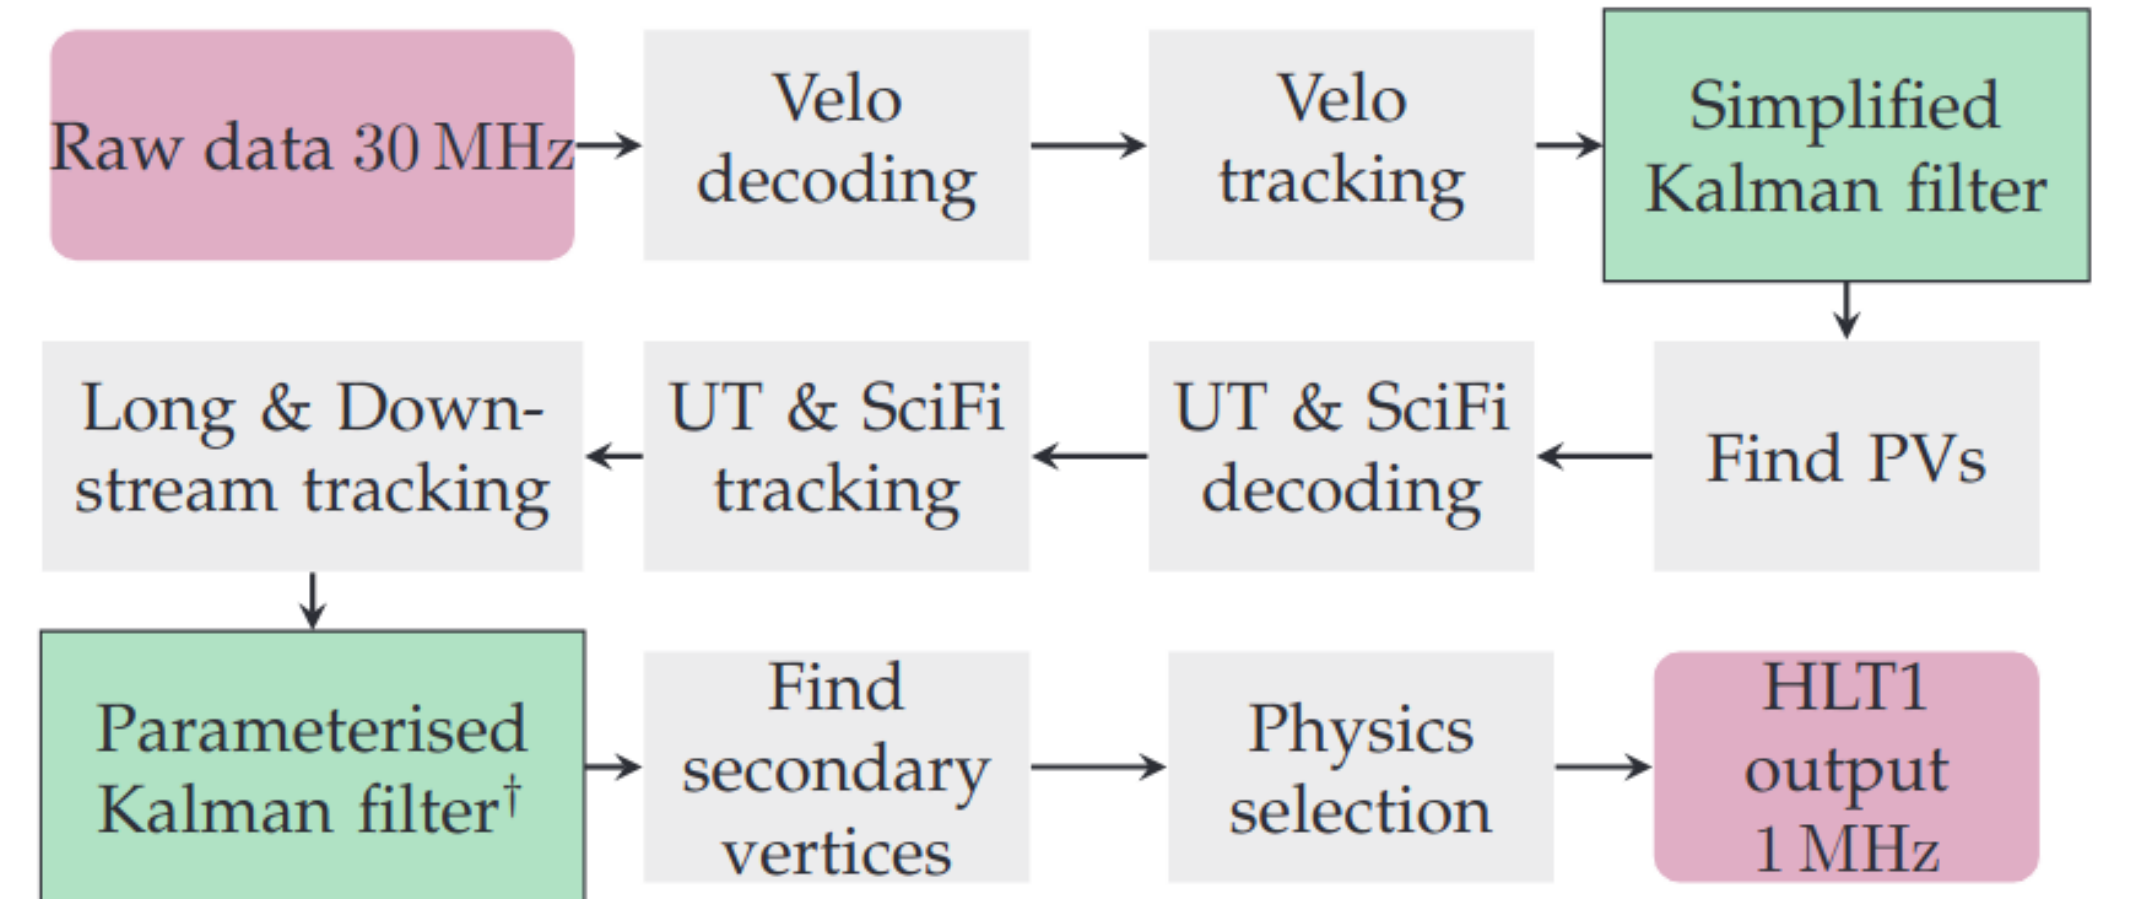 Raw data 30 MHz
Velo
decoding
Velo
tracking
Simplified
Kalman filter
Long & Down-
stream tracking
UT & SciFi
tracking
UT & SciFi
decoding
Find PVs
Parameterised
Kalman filter†
Find
secondary
vertices
Physics
selection
HLT1
output
1 MHz